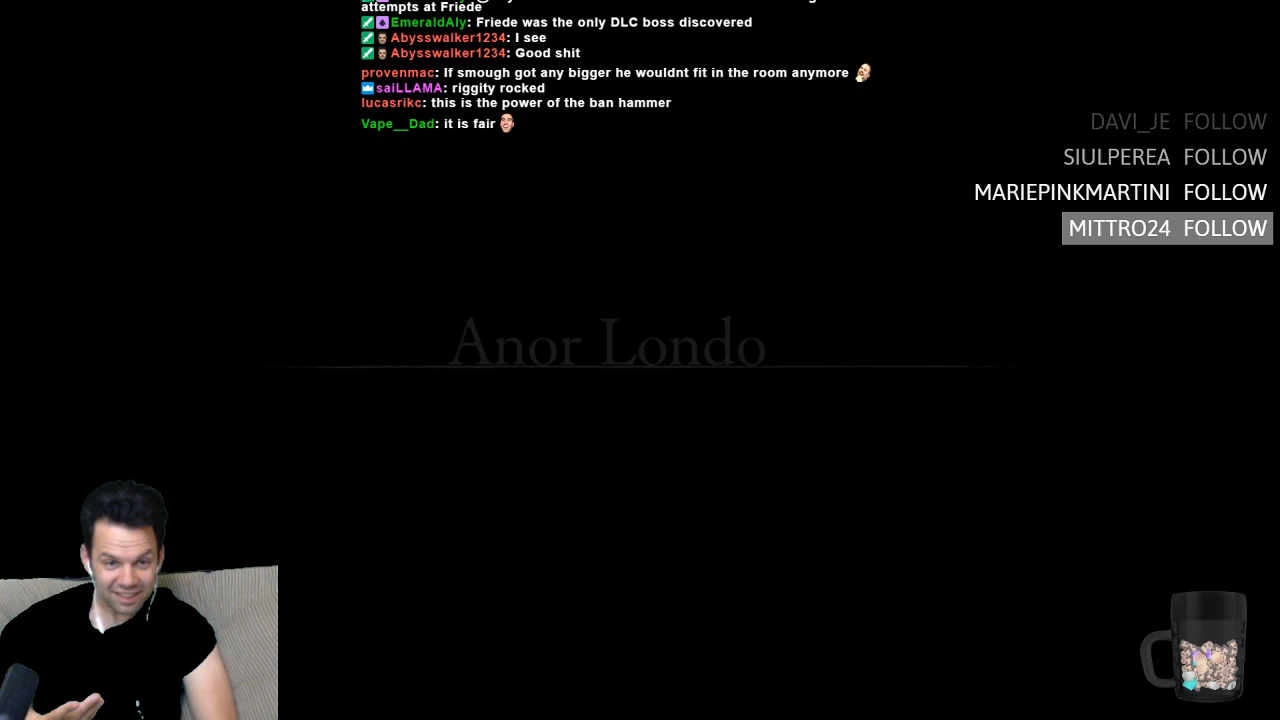 attempts at Friede
EmeraldAly: Friede was the only DLC boss discovered
Abysswalker1234: I see
Abysswalker1234: Good shit
provenmac: If smough got any bigger he wouldnt fit in the room anymore
saiLLAMA: riggity rocked
lucasrikc: this is the power of the ban hammer
Vape__Dad: it is fair
DAVI_JE FOLLOW
SIULPEREA FOLLOW
MARIEPINKMARTINI FOLLOW
MITTRO24 FOLLOW
Anor Londo